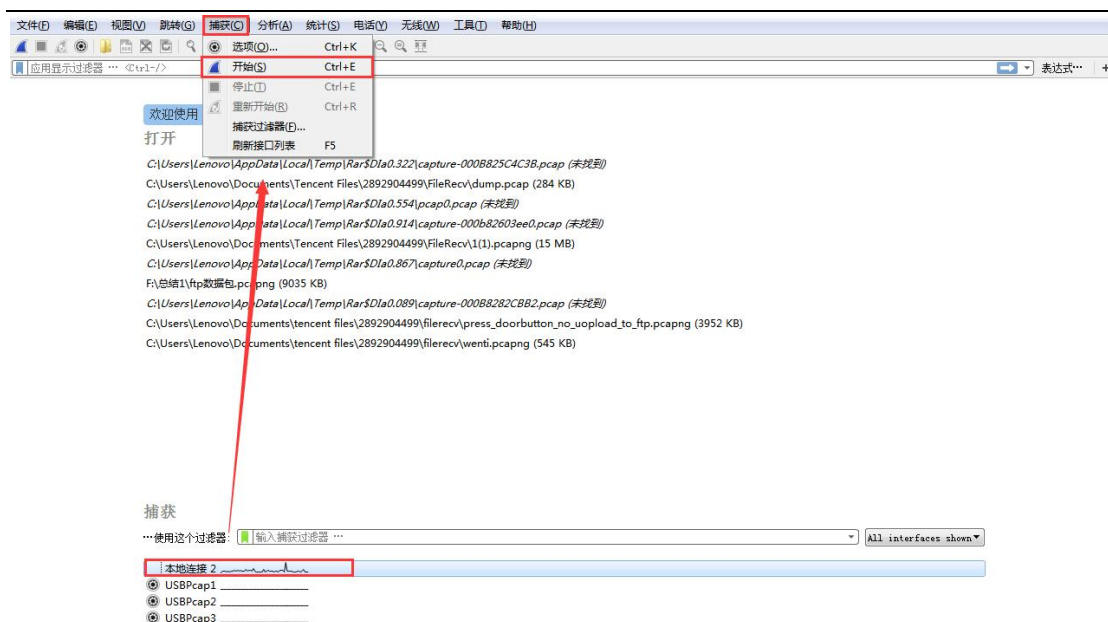 文件(F) 编辑(E) 视图(V) 跳转(G) 捕获(C) 分析(A) 统计(S) 电话(Y) 无线(W) 工具(T) 帮助(H)
选项(O)... Ctrl+K
应用显示过滤器 … <Ctrl-/> 表达式… +
开始(S) Ctrl+E
停止(T) Ctrl+E
重新开始(R) Ctrl+R
捕获过滤器(F)...
刷新接口列表 F5
欢迎使用
打开
C:\Users\Lenovo\AppData\Local\Temp\Rar$DIa0.322\capture-000B825C4C3B.pcap (未找到)
C:\Users\Lenovo\Documents\Tencent Files\2892904499\FileRecv\dump.pcap (284 KB)
C:\Users\Lenovo\AppData\Local\Temp\Rar$DIa0.554\pcap0.pcap (未找到)
C:\Users\Lenovo\AppData\Local\Temp\Rar$DIa0.914\capture-000b82603ee0.pcap (未找到)
C:\Users\Lenovo\Documents\Tencent Files\2892904499\FileRecv\1(1).pcapng (15 MB)
C:\Users\Lenovo\AppData\Local\Temp\Rar$DIa0.867\capture0.pcap (未找到)
F:\总结1\ftp数据包.pcapng (9035 KB)
C:\Users\Lenovo\AppData\Local\Temp\Rar$DIa0.089\capture-000B8282CBB2.pcap (未找到)
C:\Users\Lenovo\Documents\tencent files\2892904499\filerecv\press_doorbutton_no_uopload_to_ftp.pcapng (3952 KB)
C:\Users\Lenovo\Documents\tencent files\2892904499\filerecv\wenti.pcapng (545 KB)
捕获
…使用这个过滤器: 输入捕获过滤器 … All interfaces shown
本地连接 2
USBPcap1
USBPcap2
USBPcap3